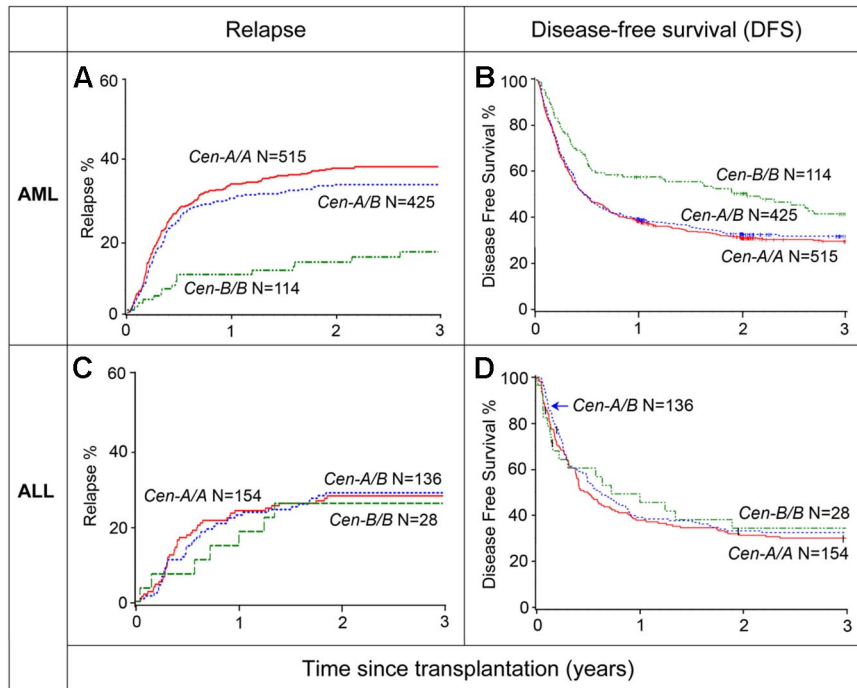 Relapse
Disease-free survival (DFS)
AML
A
60
40
20
0
Relapse %
Cen-A/A N=515
Cen-A/B N=425
Cen-B/B N=114
0 1 2 3
B
100
80
60
40
20
0
Disease Free Survival %
Cen-B/B N=114
Cen-A/B N=425
Cen-A/A N=515
0 1 2 3
ALL
C
60
40
20
0
Relapse %
Cen-A/A N=154
Cen-A/B N=136
Cen-B/B N=28
0 1 2 3
D
100
80
60
40
20
0
Disease Free Survival %
Cen-A/B N=136
Cen-B/B N=28
Cen-A/A N=154
0 1 2 3
Time since transplantation (years)